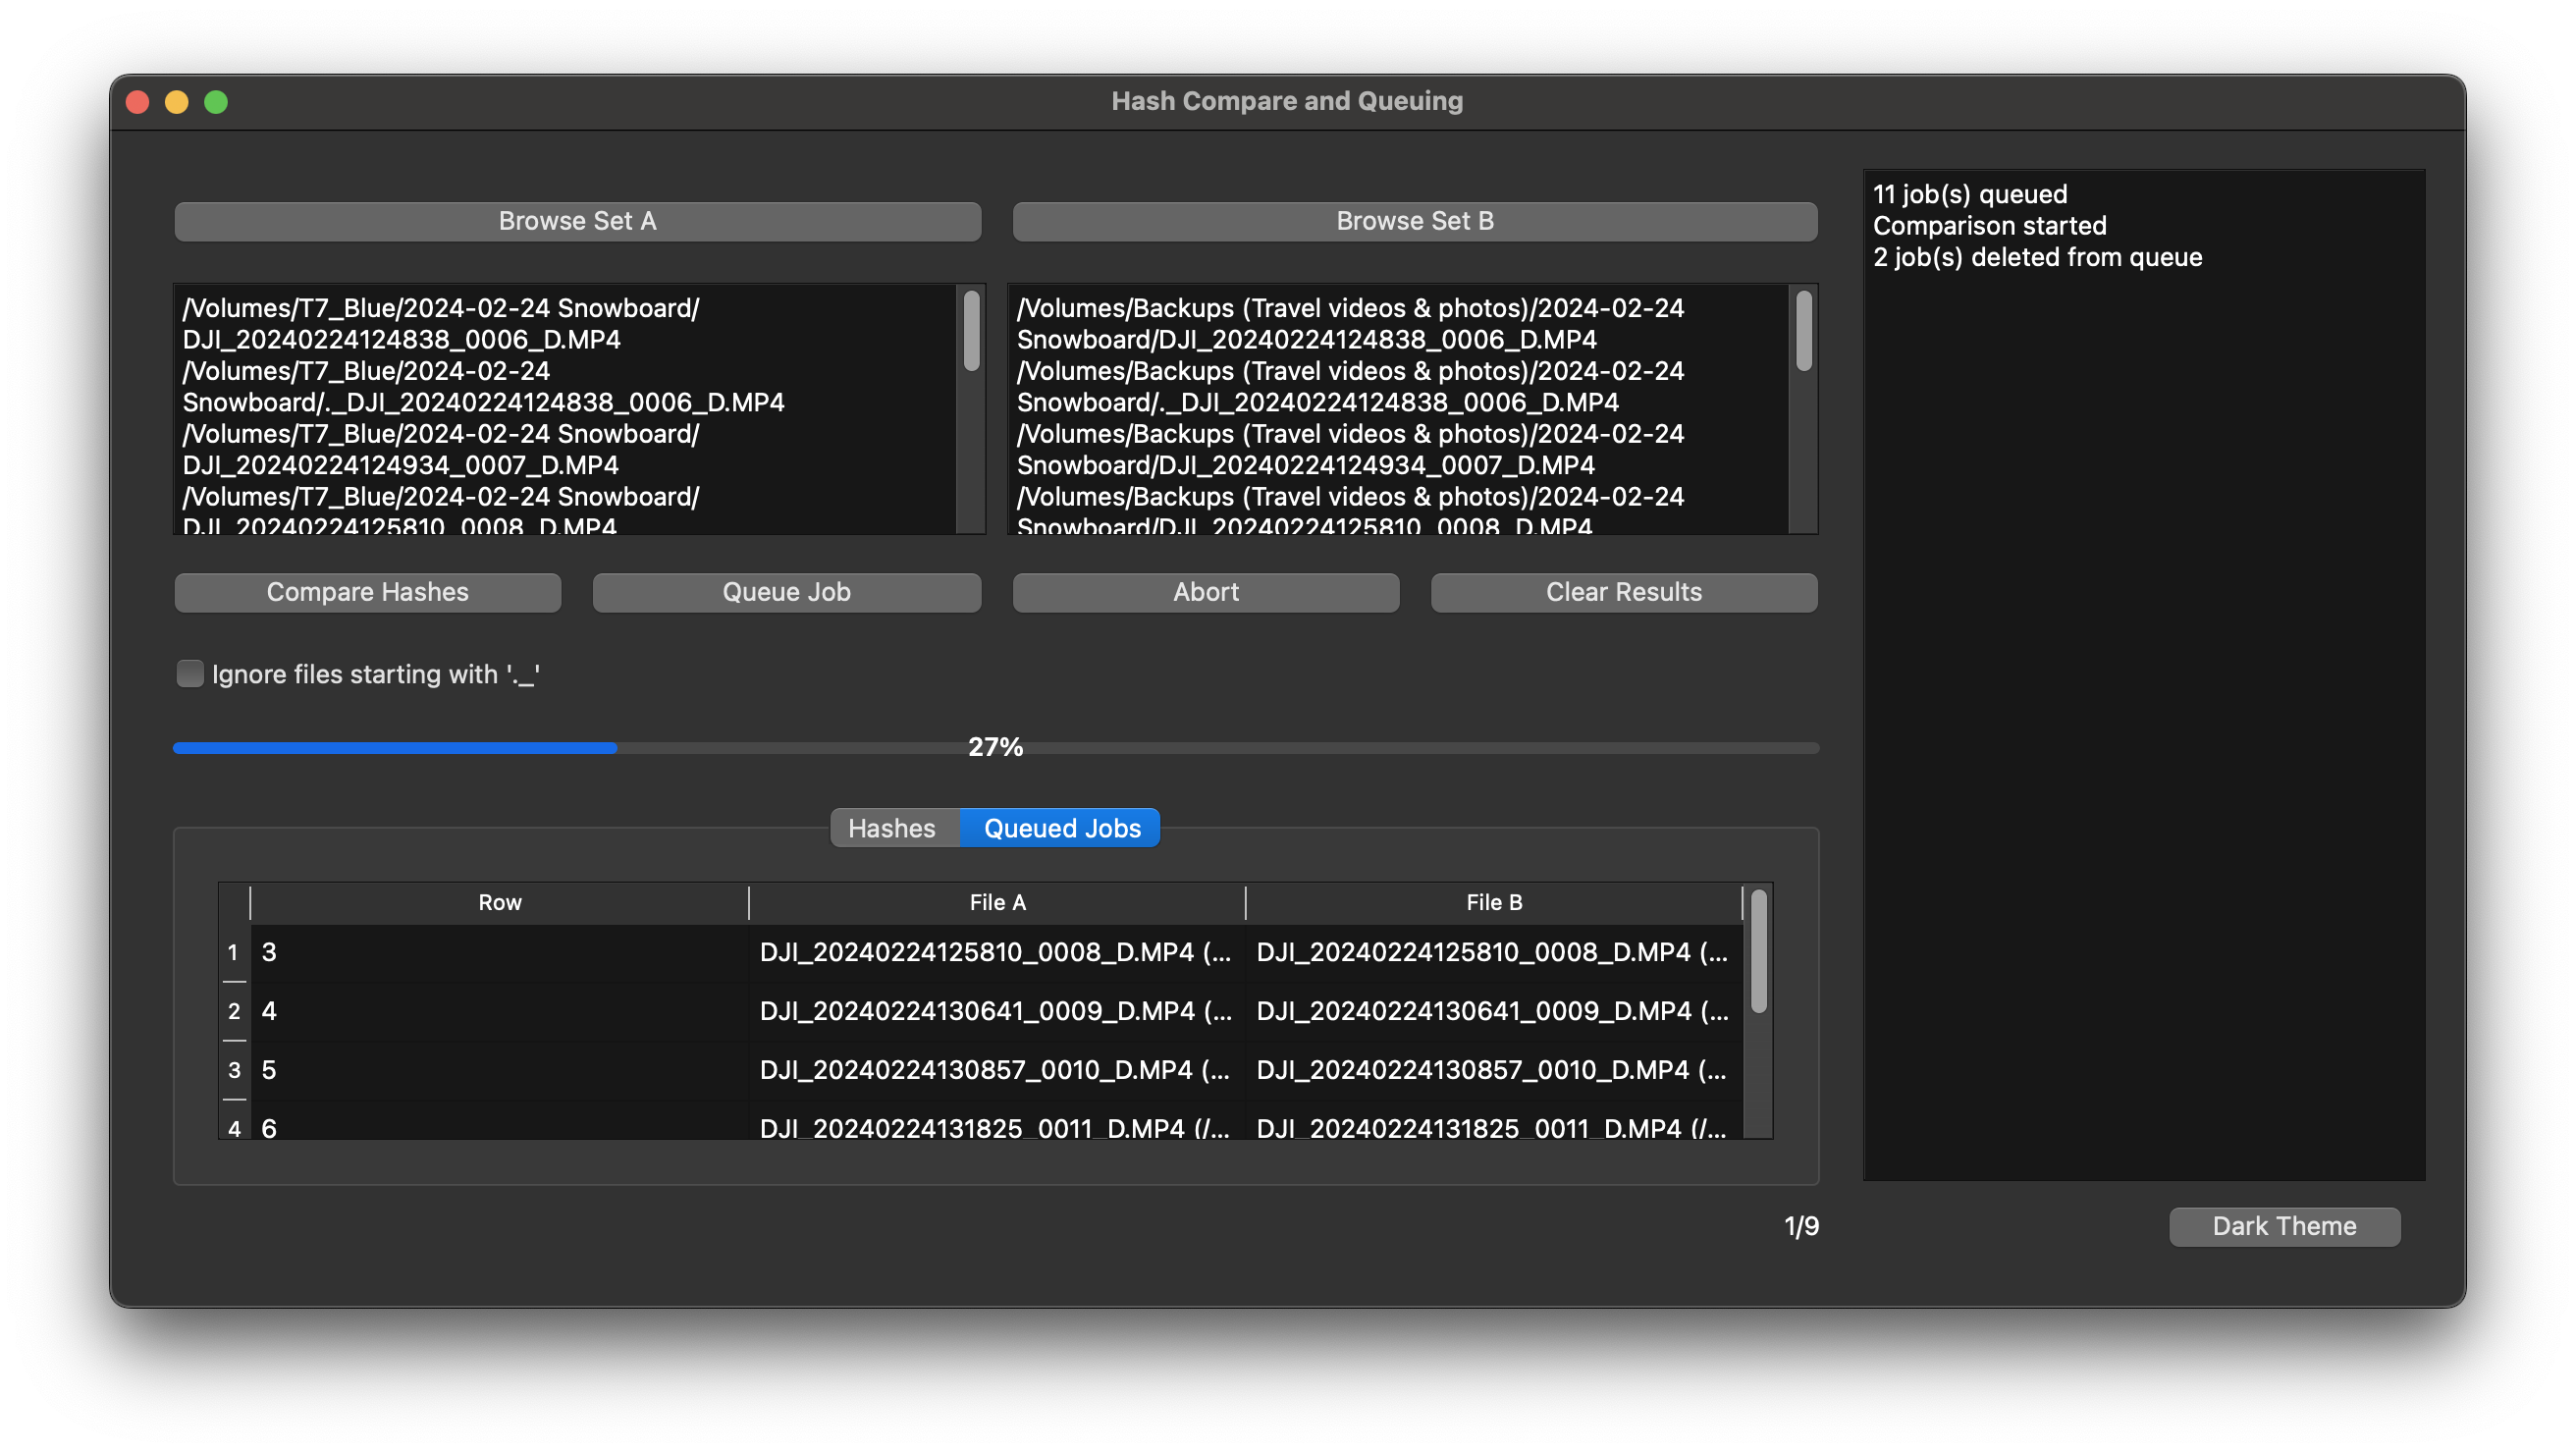 Hash Compare and Queuing
Browse Set A
Browse Set B
/Volumes/T7_Blue/2024-02-24 Snowboard/
DJI_20240224124838_0006_D.MP4
/Volumes/T7_Blue/2024-02-24
Snowboard/._DJI_20240224124838_0006_D.MP4
/Volumes/T7_Blue/2024-02-24 Snowboard/
DJI_20240224124934_0007_D.MP4
/Volumes/T7_Blue/2024-02-24 Snowboard/
DJI_20240224125810_0008_D.MP4
/Volumes/Backups (Travel videos & photos)/2024-02-24
Snowboard/DJI_20240224124838_0006_D.MP4
/Volumes/Backups (Travel videos & photos)/2024-02-24
Snowboard/._DJI_20240224124838_0006_D.MP4
/Volumes/Backups (Travel videos & photos)/2024-02-24
Snowboard/DJI_20240224124934_0007_D.MP4
/Volumes/Backups (Travel videos & photos)/2024-02-24
Snowboard/DJI_20240224125810_0008_D.MP4
Compare Hashes
Queue Job
Abort
Clear Results
Ignore files starting with '._'
27%
Hashes
Queued Jobs
Row File A File B
1 3 DJI_20240224125810_0008_D.MP4 (... DJI_20240224125810_0008_D.MP4 (...
2 4 DJI_20240224130641_0009_D.MP4 (... DJI_20240224130641_0009_D.MP4 (...
3 5 DJI_20240224130857_0010_D.MP4 (... DJI_20240224130857_0010_D.MP4 (...
4 6 DJI_20240224131825_0011_D.MP4 (/... DJI_20240224131825_0011_D.MP4 (/...
1/9
11 job(s) queued
Comparison started
2 job(s) deleted from queue
Dark Theme